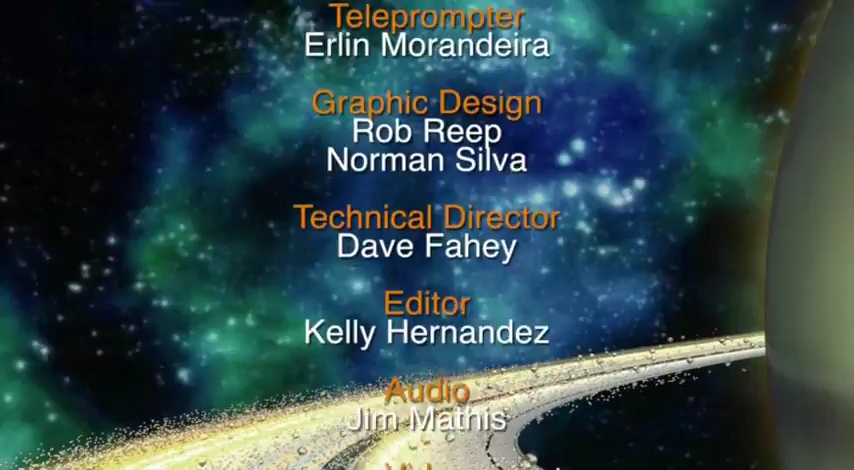 Teleprompter
Erlin Morandeira
Graphic Design
Rob Reep
Norman Silva
Technical Director
Dave Fahey
Editor
Kelly Hernandez
Audio
Jim Mathis